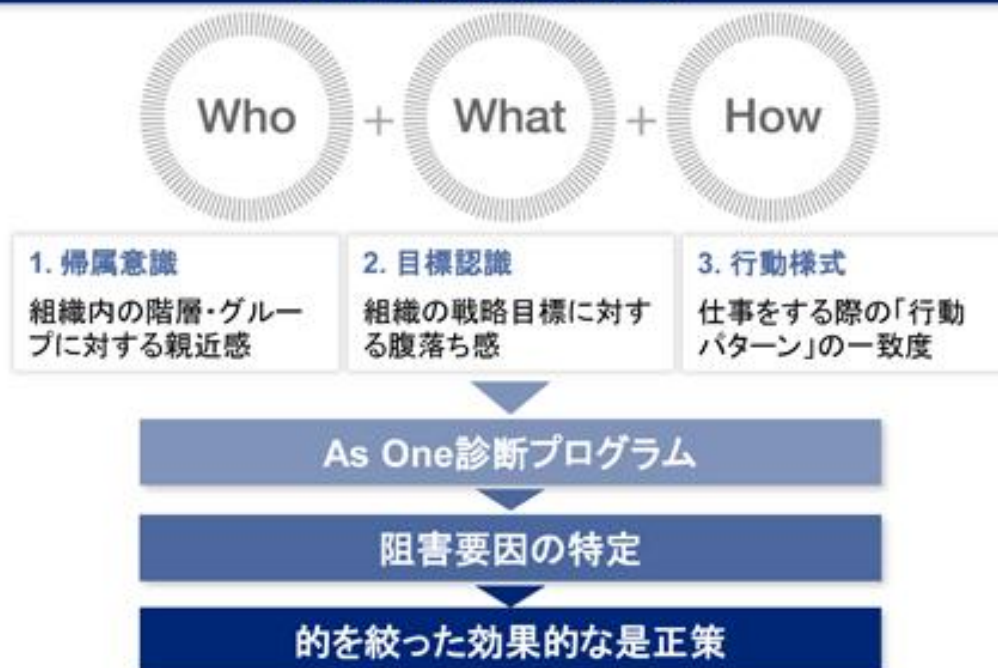 Who + What + How
1. 帰属意識
組織内の階層・グルー
プに対する親近感
2. 目標認識
組織の戦略目標に対す
る腹落ち感
3. 行動様式
仕事をする際の「行動
パターン」の一致度
As One診断プログラム
阻害要因の特定
的を絞った効果的な是正策